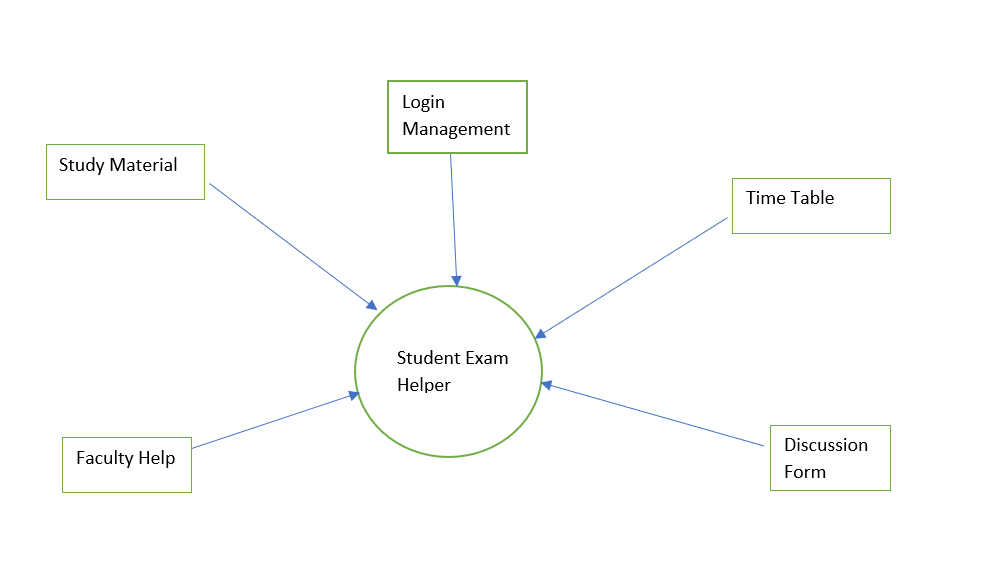 Login
Management
Study Material
Time Table
Student Exam
Helper
Faculty Help
Discussion
Form